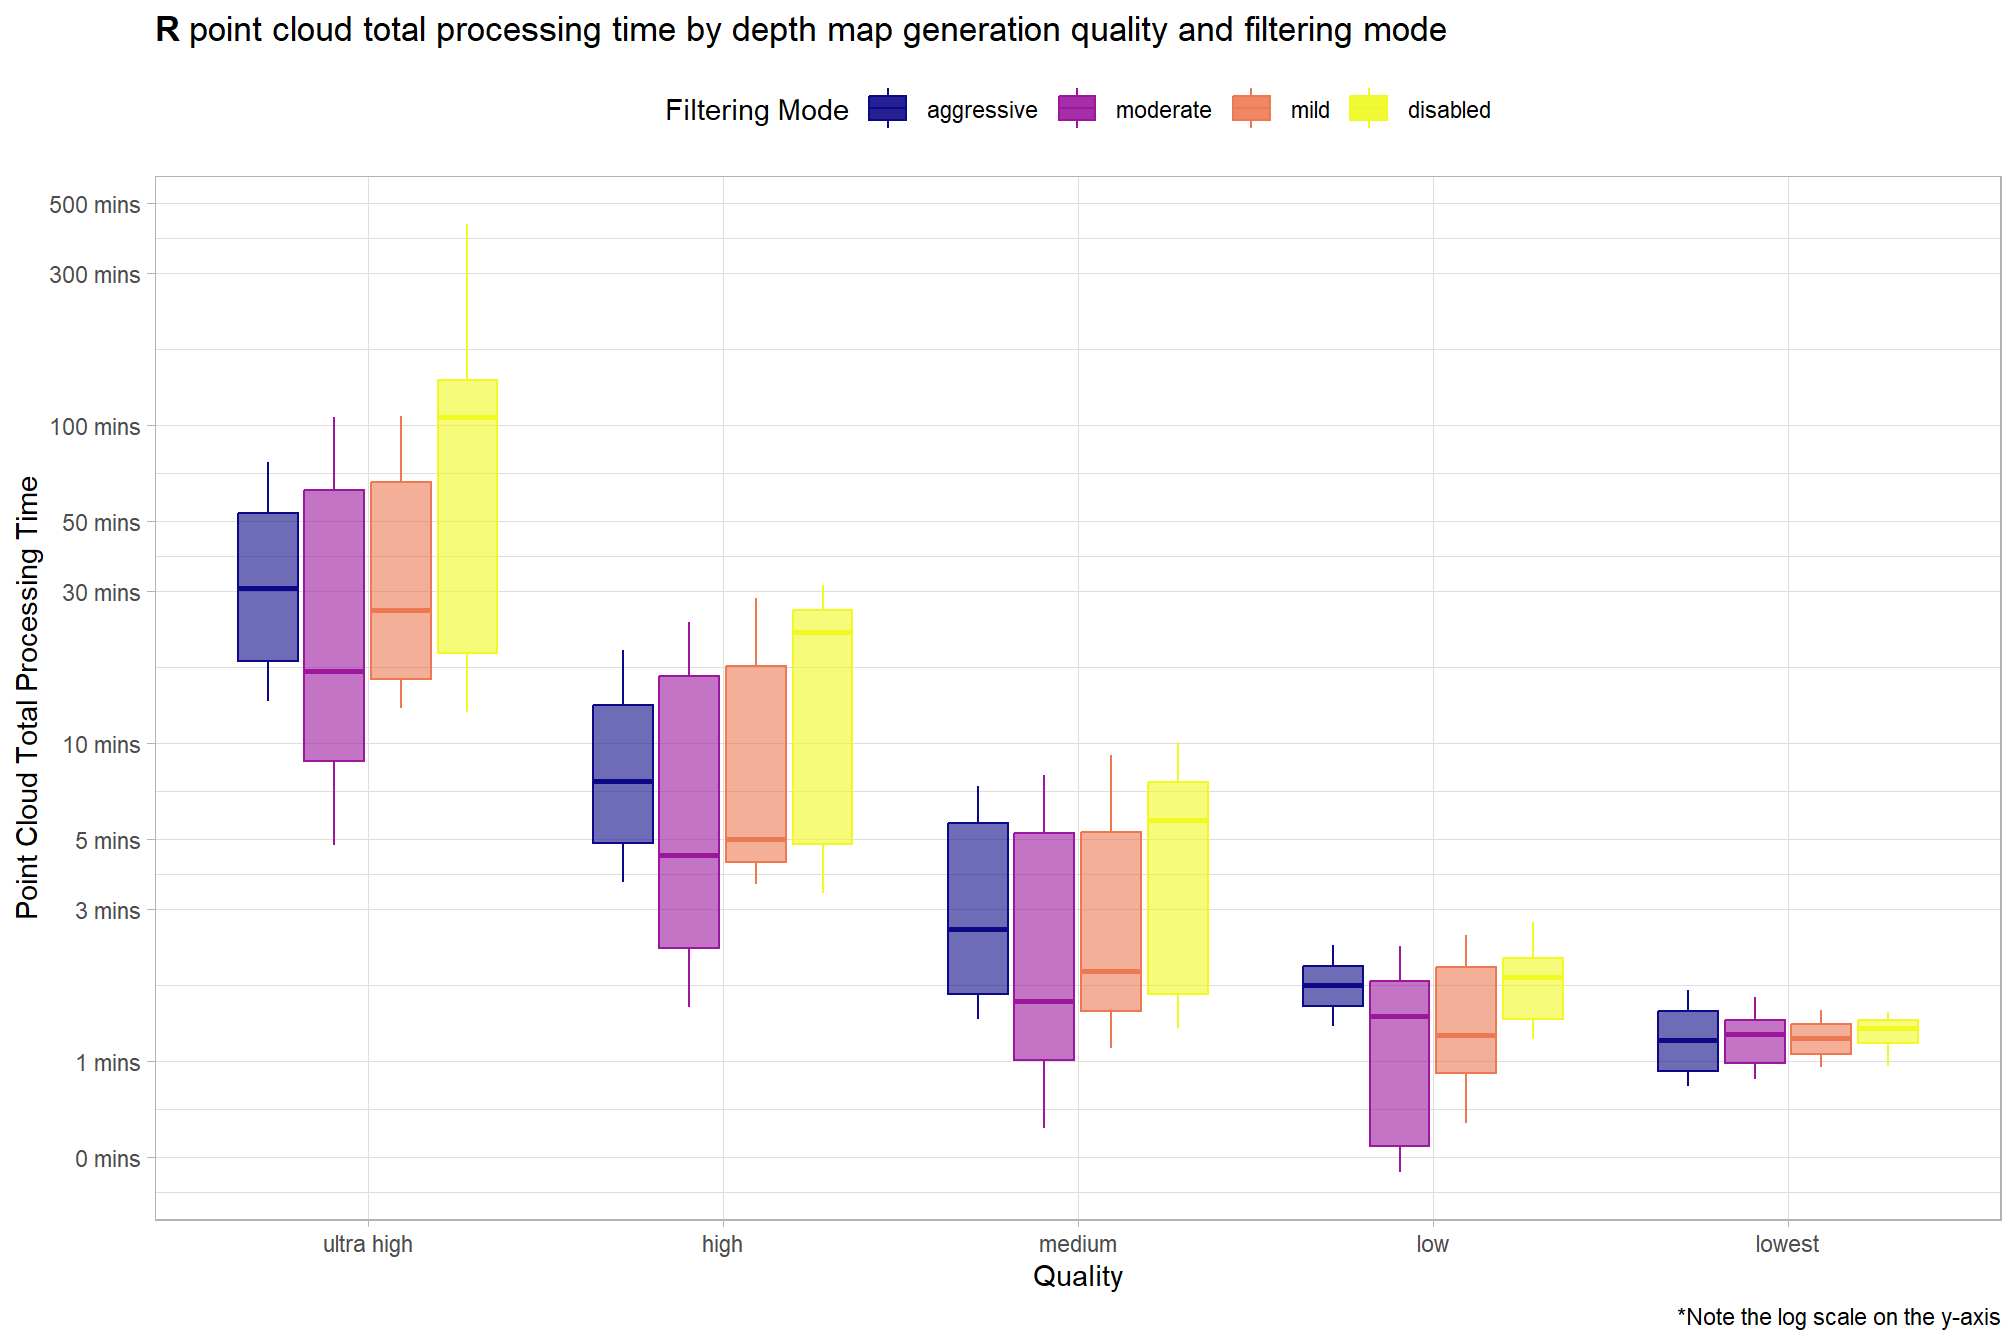 R point cloud total processing time by depth map generation quality and filtering mode
Filtering Mode aggressive moderate mild disabled
Point Cloud Total Processing Time
500 mins
300 mins
100 mins
50 mins
30 mins
10 mins
5 mins
3 mins
1 mins
0 mins
ultra high high medium low lowest
Quality
*Note the log scale on the y-axis